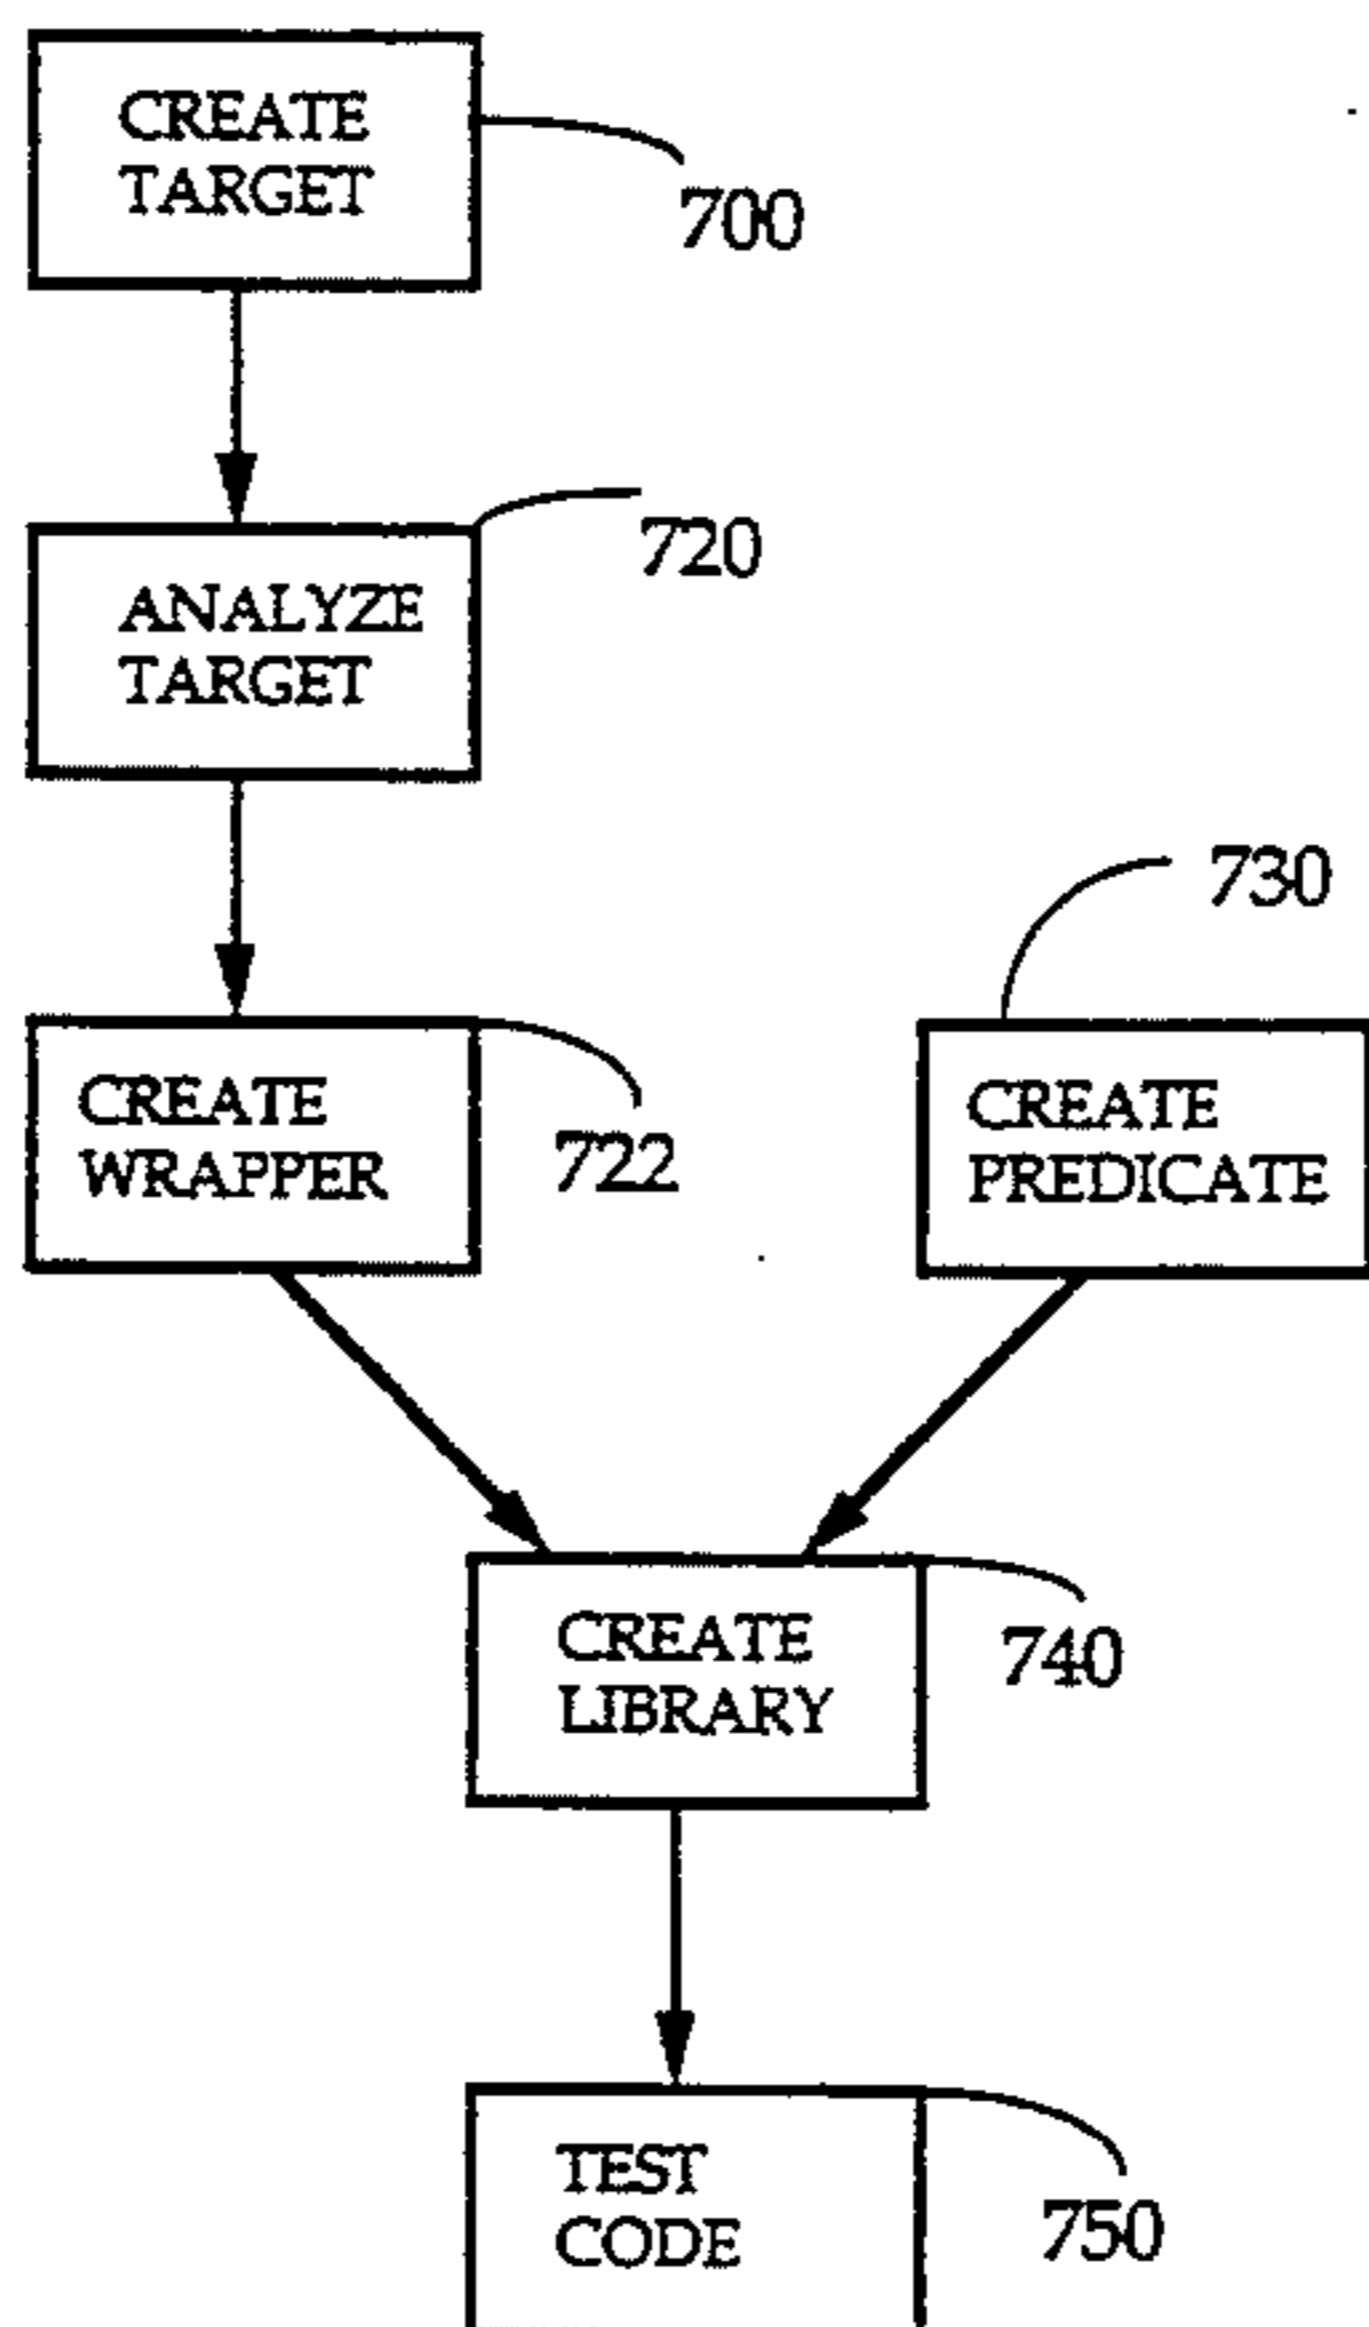 CREATE
TARGET
700
720
ANALYZE
TARGET
730
CREATE
WRAPPER
722
CREATE
PREDICATE
CREATE
LIBRARY
740
TEST
CODE
750